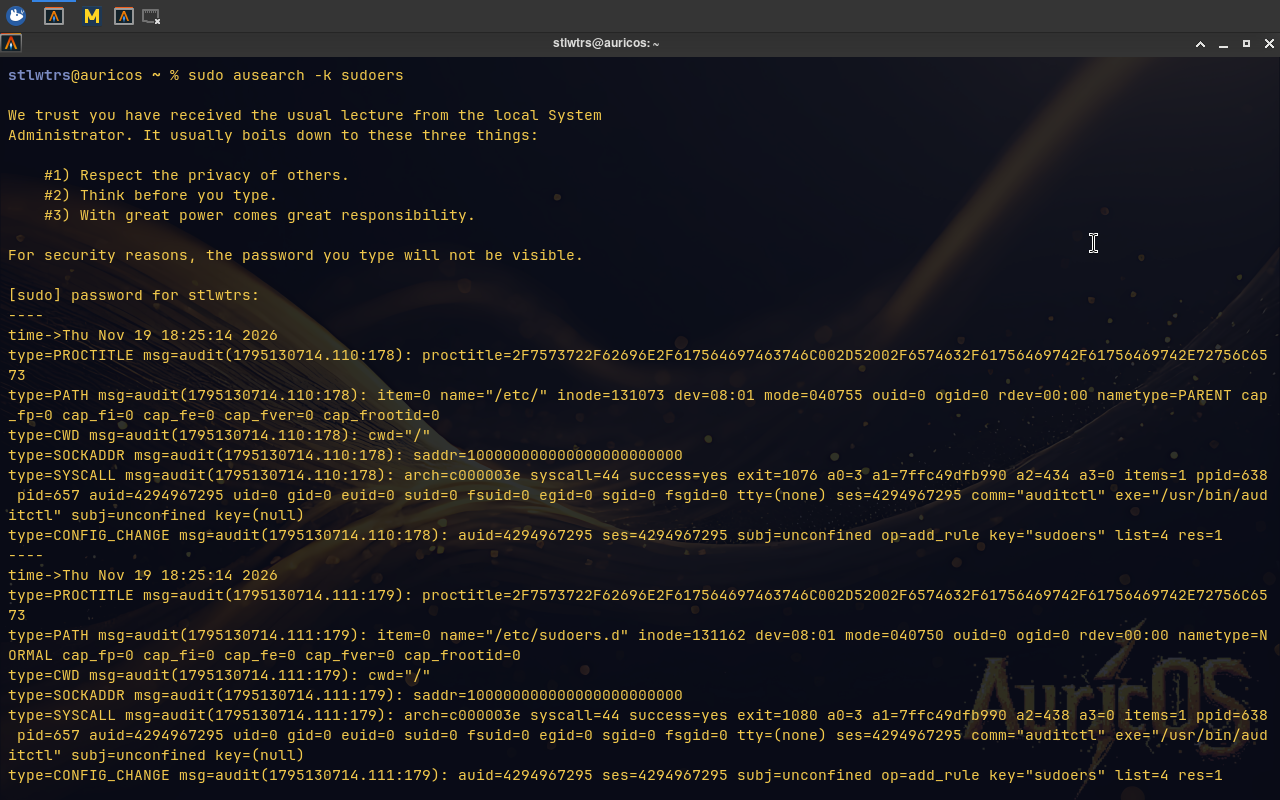 M
stlwtrs@auricos: ~
stlwtrs@auricos ~ % sudo ausearch -k sudoers
We trust you have received the usual lecture from the local System
Administrator. It usually boils down to these three things:
#1) Respect the privacy of others.
#2) Think before you type.
#3) With great power comes great responsibility.
For security reasons, the password you type will not be visible.
[sudo] password for stlwtrs:
----
time->Thu Nov 19 18:25:14 2026
type=PROCTITLE msg=audit(1795130714.110:178): proctitle=2F7573722F62696E2F617564697463746C002D52002F6574632F61756469742F61756469742E72756C65
73
type=PATH msg=audit(1795130714.110:178): item=0 name="/etc/" inode=131073 dev=08:01 mode=040755 ouid=0 ogid=0 rdev=00:00 nametype=PARENT cap
_fp=0 cap_fi=0 cap_fe=0 cap_fver=0 cap_frootid=0
type=CWD msg=audit(1795130714.110:178): cwd="/"
type=SOCKADDR msg=audit(1795130714.110:178): saddr=100000000000000000000000
type=SYSCALL msg=audit(1795130714.110:178): arch=c000003e syscall=44 success=yes exit=1076 a0=3 a1=7ffc49dfb990 a2=434 a3=0 items=1 ppid=638
pid=657 auid=4294967295 uid=0 gid=0 euid=0 suid=0 fsuid=0 egid=0 sgid=0 fsgid=0 tty=(none) ses=4294967295 comm="auditctl" exe="/usr/bin/aud
itctl" subj=unconfined key=(null)
type=CONFIG_CHANGE msg=audit(1795130714.110:178): auid=4294967295 ses=4294967295 subj=unconfined op=add_rule key="sudoers" list=4 res=1
----
time->Thu Nov 19 18:25:14 2026
type=PROCTITLE msg=audit(1795130714.111:179): proctitle=2F7573722F62696E2F617564697463746C002D52002F6574632F61756469742F61756469742E72756C65
73
type=PATH msg=audit(1795130714.111:179): item=0 name="/etc/sudoers.d" inode=131162 dev=08:01 mode=040750 ouid=0 ogid=0 rdev=00:00 nametype=N
ORMAL cap_fp=0 cap_fi=0 cap_fe=0 cap_fver=0 cap_frootid=0
type=CWD msg=audit(1795130714.111:179): cwd="/"
type=SOCKADDR msg=audit(1795130714.111:179): saddr=100000000000000000000000
type=SYSCALL msg=audit(1795130714.111:179): arch=c000003e syscall=44 success=yes exit=1080 a0=3 a1=7ffc49dfb990 a2=438 a3=0 items=1 ppid=638
pid=657 auid=4294967295 uid=0 gid=0 euid=0 suid=0 fsuid=0 egid=0 sgid=0 fsgid=0 tty=(none) ses=4294967295 comm="auditctl" exe="/usr/bin/aud
itctl" subj=unconfined key=(null)
type=CONFIG_CHANGE msg=audit(1795130714.111:179): auid=4294967295 ses=4294967295 subj=unconfined op=add_rule key="sudoers" list=4 res=1
AuricOS